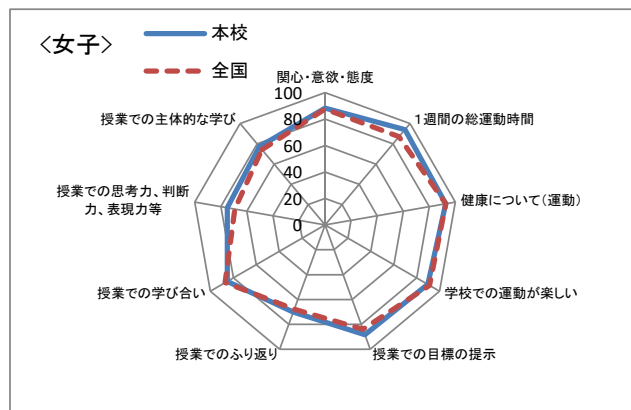 <女子>
本校
全国
関心・意欲・態度
1週間の総運動時間
健康について(運動)
学校での運動が楽しい
授業での目標の提示
授業でのふり返り
授業での学び合い
授業での思考力、判断
力、表現力等
授業での主体的な学び
100
80
60
40
20
0